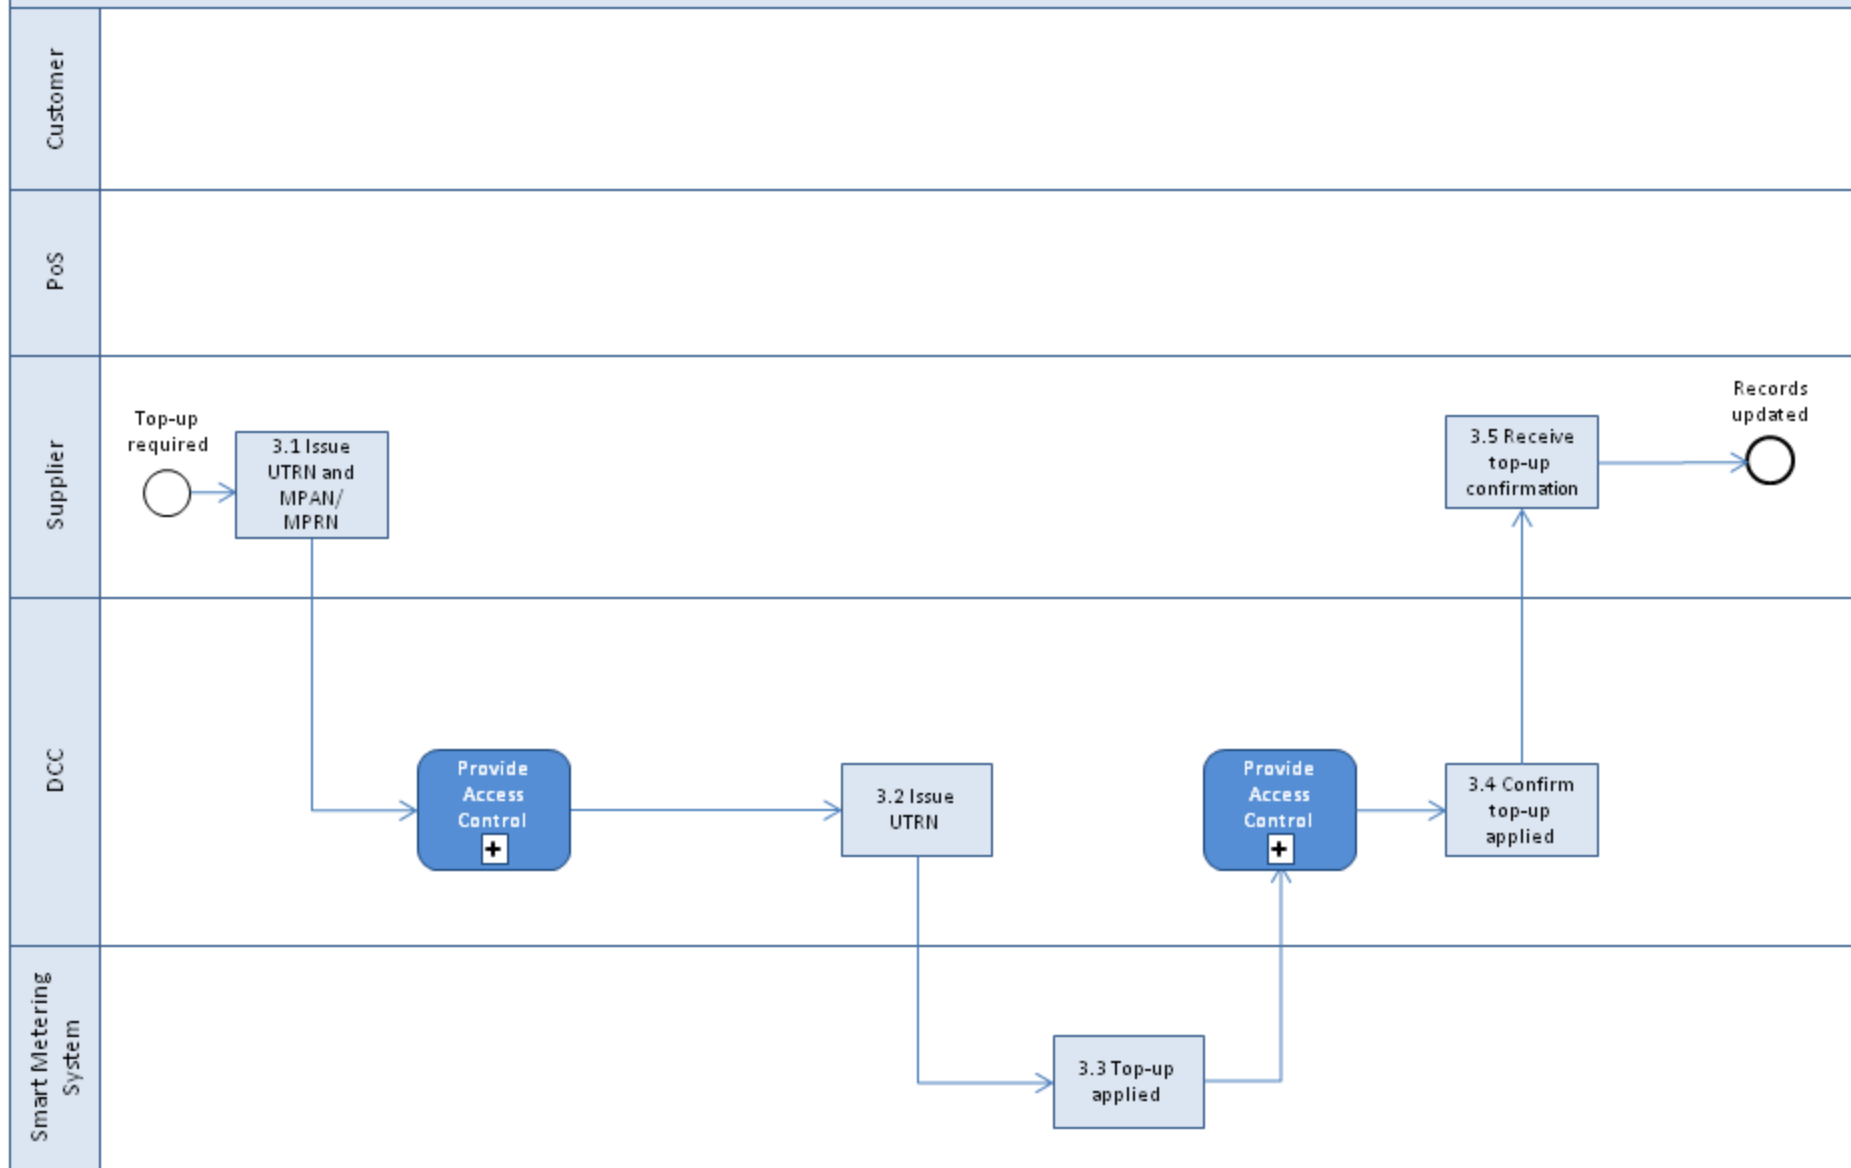 Customer
PoS
Supplier
Top-up
required
3.1 Issue
UTRN and
MPAN/
MPRN
3.5 Receive
top-up
confirmation
Records
updated
DCC
Provide
Access
Control
3.2 Issue
UTRN
Provide
Access
Control
3.4 Confirm
top-up
applied
Smart Metering
System
3.3 Top-up
applied